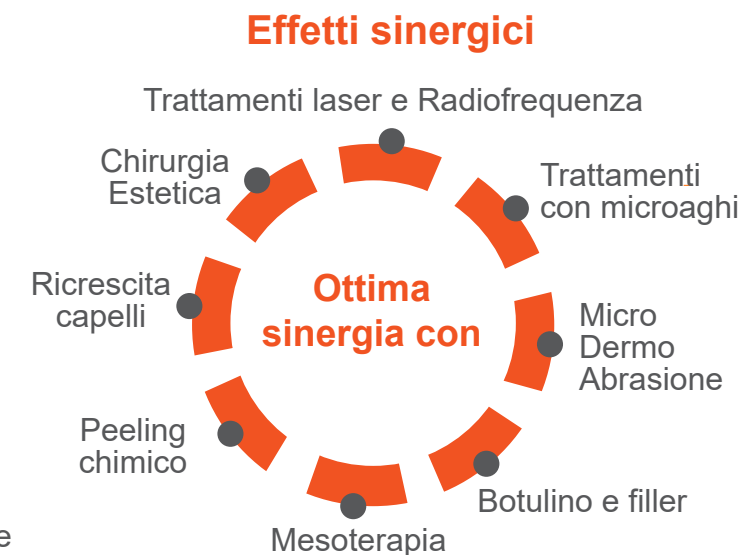 Effetti sinergici
Trattamenti laser e Radiofrequenza
Chirurgia
Estetica
Trattamenti
con microaghi
Ricrescita
capelli
Ottima
sinergia con
Micro
Dermo
Abrasione
Peeling
chimico
Botulino e filler
Mesoterapia
e